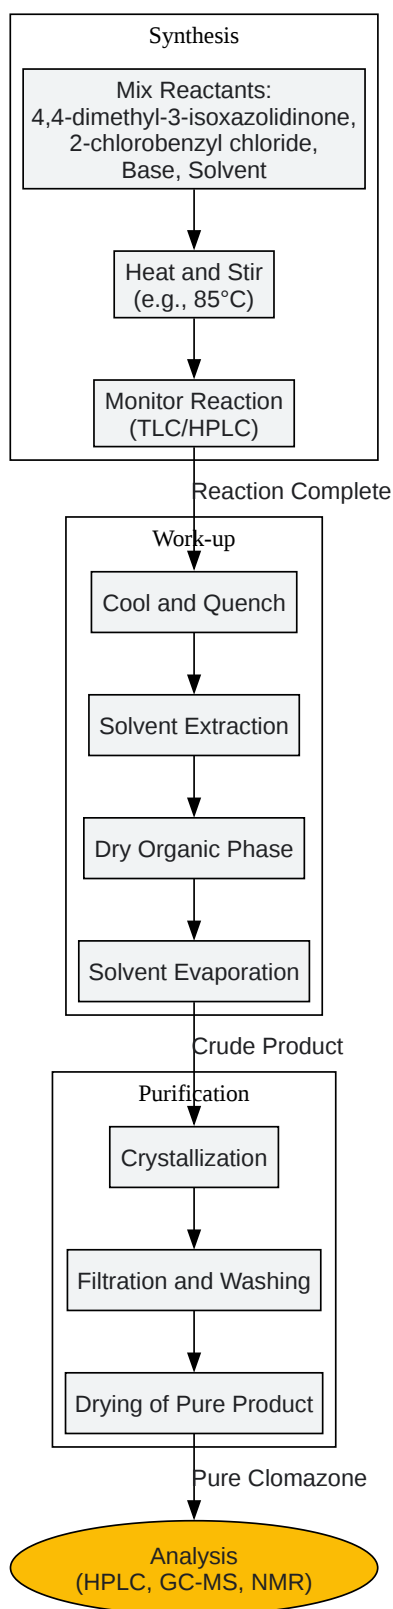 Synthesis
Mix Reactants:
4,4-dimethyl-3-isoxazolidinone,
2-chlorobenzyl chloride,
Base, Solvent
Heat and Stir
(e.g., 85°C)
Monitor Reaction
(TLC/HPLC)
Reaction Complete
Work-up
Cool and Quench
Solvent Extraction
Dry Organic Phase
Solvent Evaporation
Crude Product
Purification
Crystallization
Filtration and Washing
Drying of Pure Product
Pure Clomazone
Analysis
(HPLC, GC-MS, NMR)